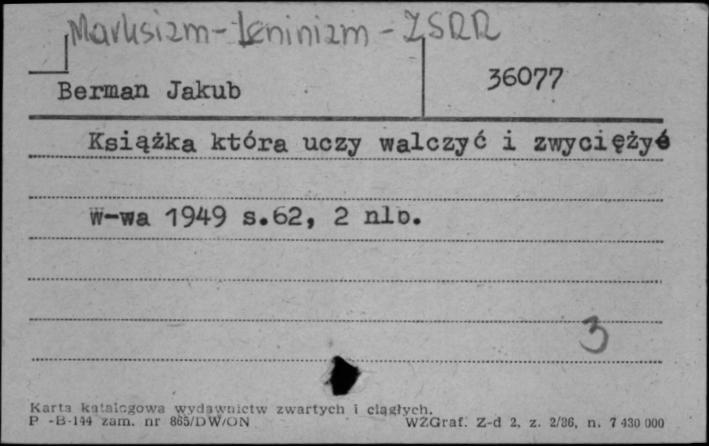 Marksizm-Leninizm - ZSRR
Berman Jakub
36077
Książka która uczy walczyć i zwyciężyć
W-wa 1949 s.62, 2 nlb.
3
Karta katalogowa wydawnictw zwartych i ciągłych.
P -B-144 zam. nr 865/DW/ON WZGraf. Z-d 2, z. 2/86, n. 7 430 000